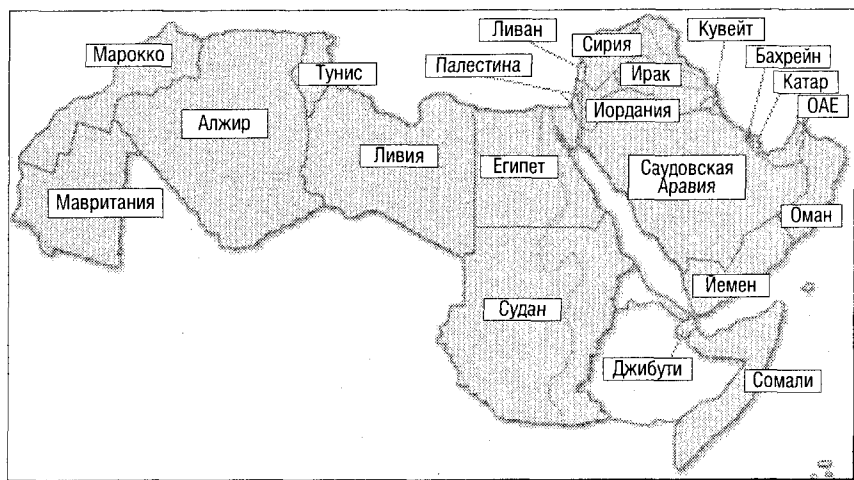 Ливан
Кувейт
Марокко
Сирия
Бахрейн
Тунис
Палестина
Ирак
Катар
Иордания
ОАЕ
Алжир
Ливия
Египет
Саудовская
Аравия
Мавритания
Оман
Йемен
Судан
Джибути
Сомали